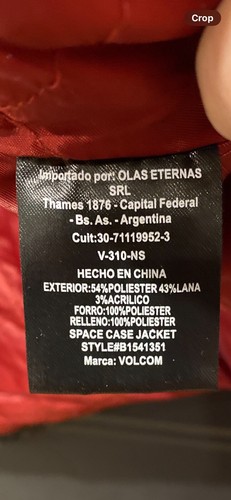 Crop
Importado por: OLAS ETERNAS
SRL
Thames 1876 - Capital Federal
- Bs. As. - Argentina
Cuit:30-71119952-3
V-310-NS
HECHO EN CHINA
EXTERIOR:54%POLIESTER 43%LANA
3%ACRILICO
FORRO:100%POLIESTER
RELLENO:100%POLIESTER
SPACE CASE JACKET
STYLE#B1541351
Marca: VOLCOM